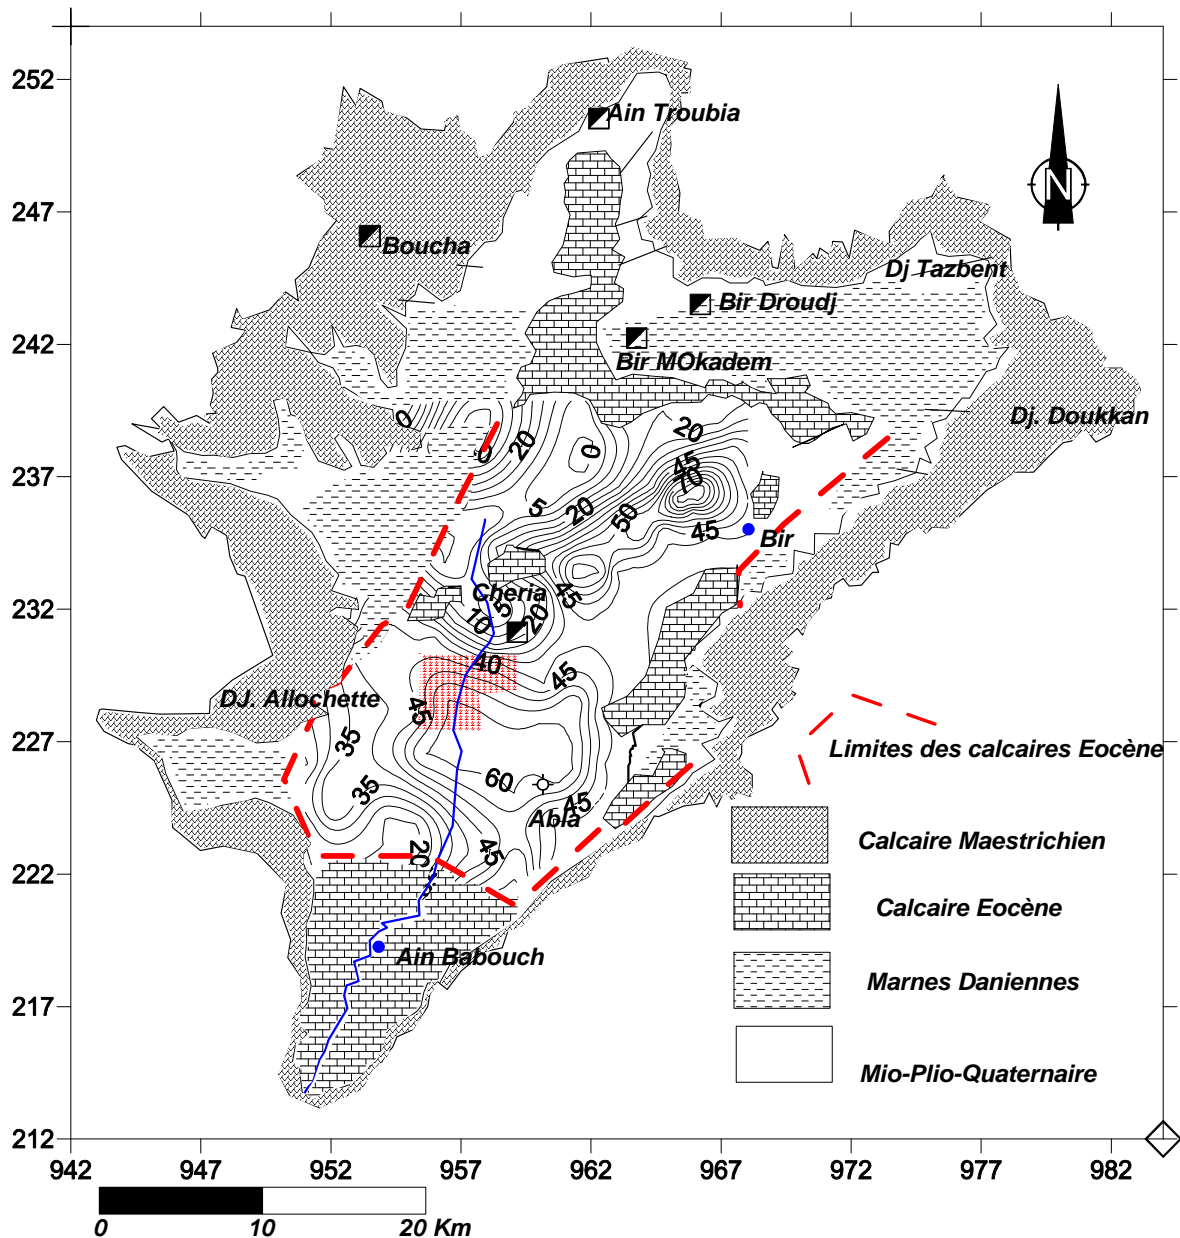 252
247
242
237
232
227
222
217
212
942
947
952
957
962
967
972
977
982
Ain Troubia
N
Boucha
Dj Tazbent
Bir Droudj
Bir MOkadem
Dj. Doukkan
0
0
20
0
20
45
70
5
20
50
45
Bir
Cheria
45
10
5
20
40
45
45
DJ. Allochette
35
35
60
45
Abla
20
45
Ain Babouch
Limites des calcaires Eocène
Calcaire Maestrichien
Calcaire Eocène
Marnes Daniennes
Mio-Plio-Quaternaire
0 10 20 Km